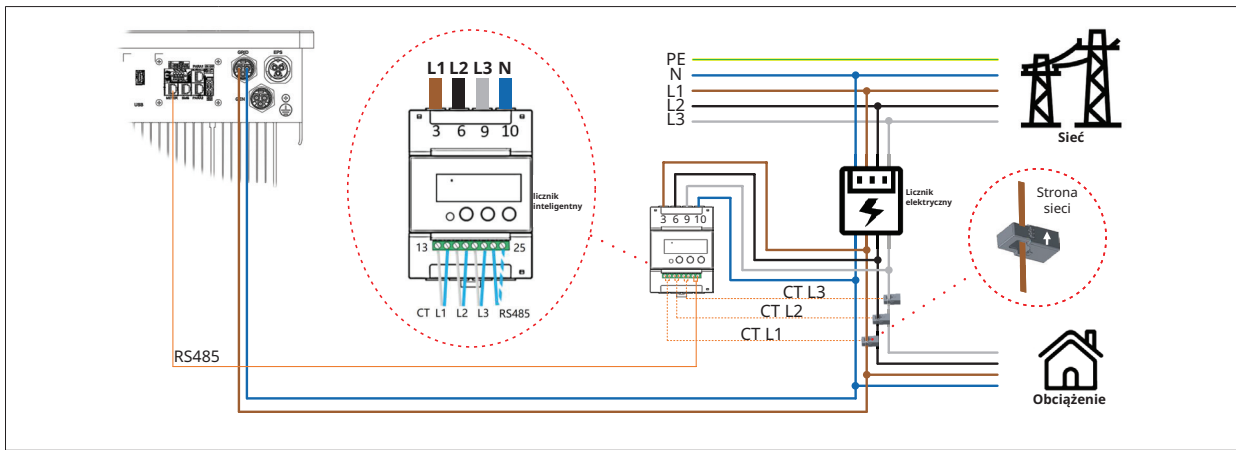 GRID
EPS
USB
METER
GEN
L1 L2 L3 N
3 6 9 10
licznik
inteligentny
13
25
CT L1 L2 L3 RS485
PE
N
L1
L2
L3
Sieć
3 6 9 10
Licznik
elektryczny
Strona
sieci
CT L3
CT L2
CT L1
RS485
Obciążenie